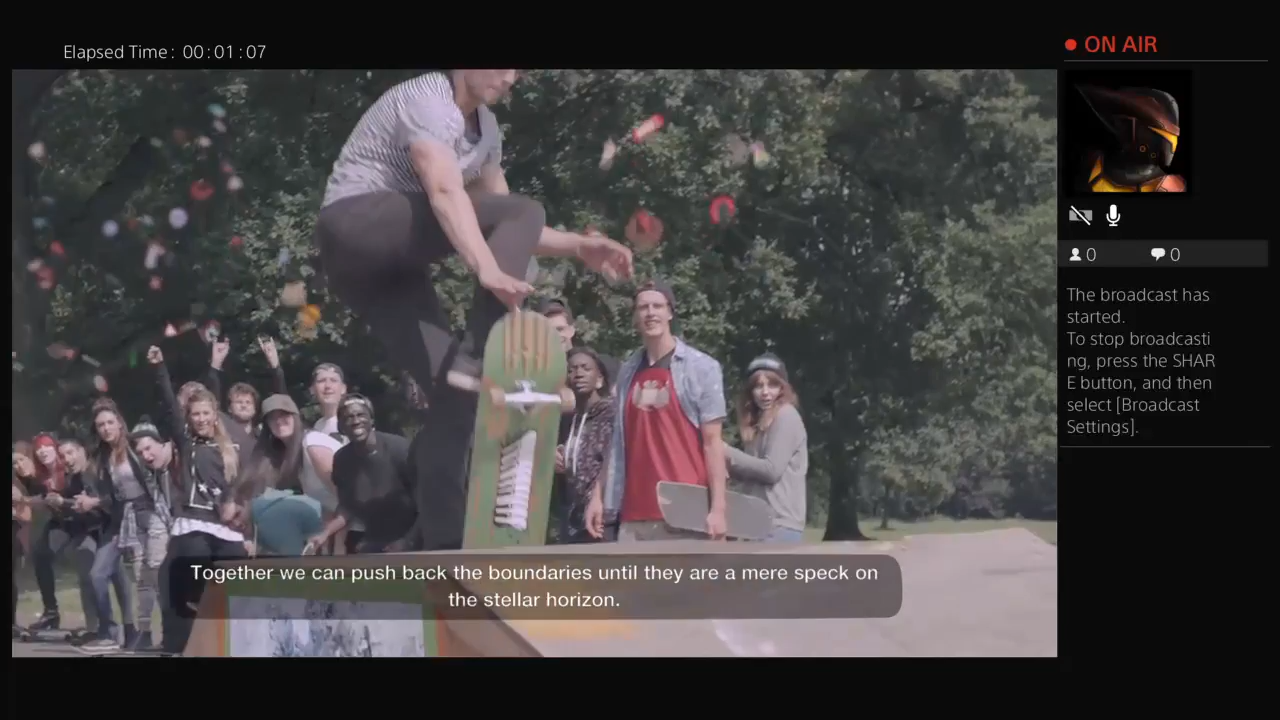 Elapsed Time: 00:01:07
ON AIR
0 0
The broadcast has
started.
To stop broadcasti
ng, press the SHAR
E button, and then
select [Broadcast
Settings].
Together we can push back the boundaries until they are a mere speck on
the stellar horizon.